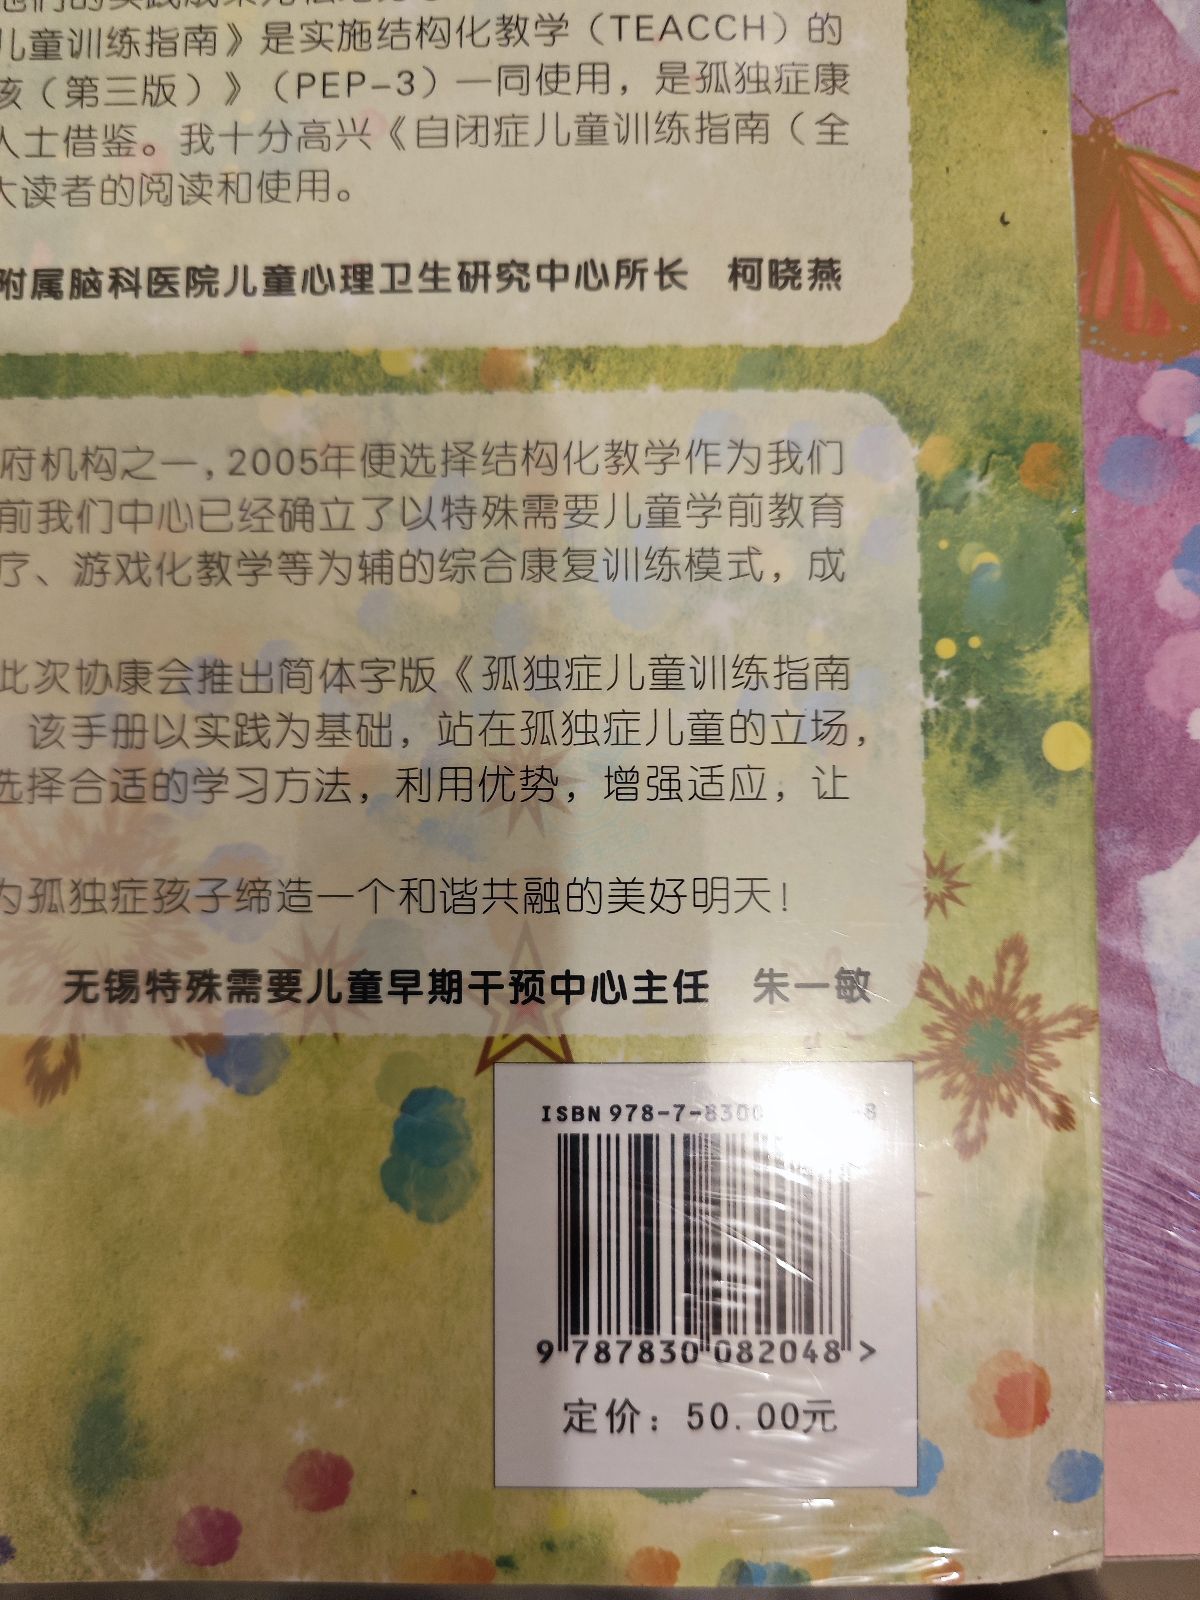 儿童训练指南》是实施结构化教学（TEACCH）的
（第三版）》（PEP-3）一同使用，是孤独症康
人士借鉴。我十分高兴《自闭症儿童训练指南（全
大读者的阅读和使用。
附属脑科医院儿童心理卫生研究中心所长 柯晓燕
府机构之一，2005年便选择结构化教学作为我们
前我们中心已经确立了以特殊需要儿童学前教育
、游戏化教学等为辅的综合康复训练模式，成
此次协康会推出简体字版《孤独症儿童训练指南
该手册以实践为基础，站在孤独症儿童的立场，
选择合适的学习方法，利用优势，增强适应，让
为孤独症孩子缔造一个和谐共融的美好明天！
无锡特殊需要儿童早期干预中心主任 朱一敏
ISBN 978-7-8300 -8
9 787830 082048 >
定价：50.00元